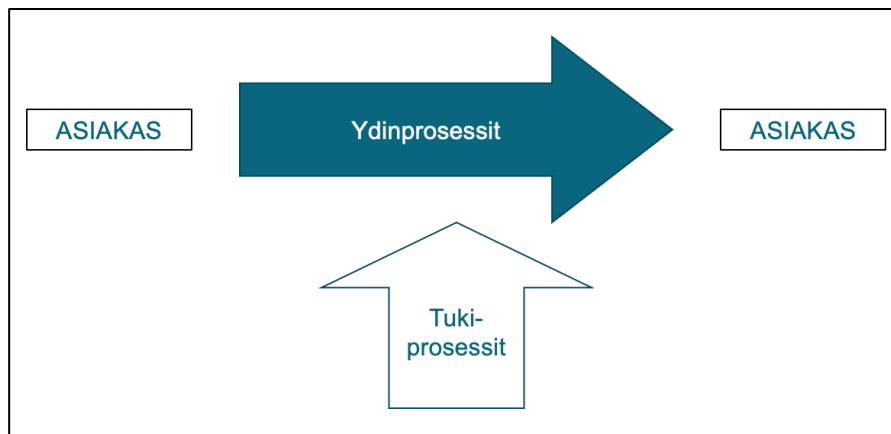 ASIAKAS
Ydinprosessit
ASIAKAS
Tuki-
prosessit